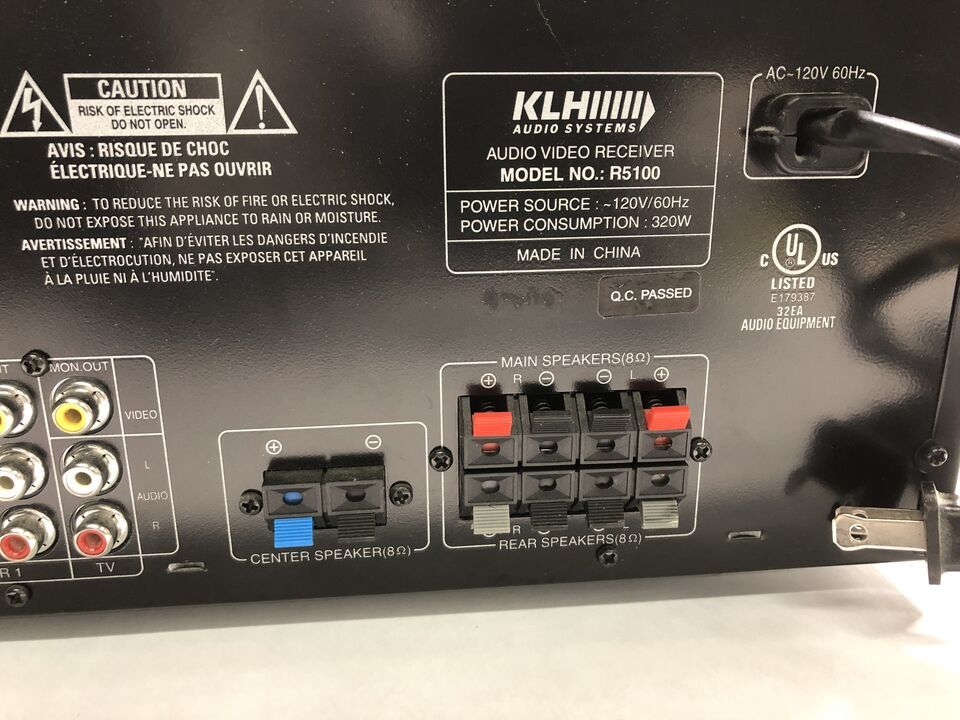 CAUTION
RISK OF ELECTRIC SHOCK
DO NOT OPEN.
AVIS : RISQUE DE CHOC
ÉLECTRIQUE-NE PAS OUVRIR
WARNING : TO REDUCE THE RISK OF FIRE OR ELECTRIC SHOCK,
DO NOT EXPOSE THIS APPLIANCE TO RAIN OR MOISTURE.
AVERTISSEMENT : "AFIN D'ÉVITER LES DANGERS D'INCENDIE
ET D'ÉLECTROCUTION, NE PAS EXPOSER CET APPAREIL
À LA PLUIE NI À L'HUMIDITE".
KLH
AUDIO SYSTEMS
AUDIO VIDEO RECEIVER
MODEL NO.: R5100
POWER SOURCE : ~120V/60Hz
POWER CONSUMPTION : 320W
MADE IN CHINA
Q.C. PASSED
AC~120V 60Hz
C UL ® US
LISTED
E179387
32EA
AUDIO EQUIPMENT
MON.OUT
VIDEO
L
AUDIO
R
R 1
TV
⊕ ⊖
CENTER SPEAKER(8Ω)
MAIN SPEAKERS(8Ω)
⊕ R ⊖ ⊖ L ⊕
R L
REAR SPEAKERS(8Ω)